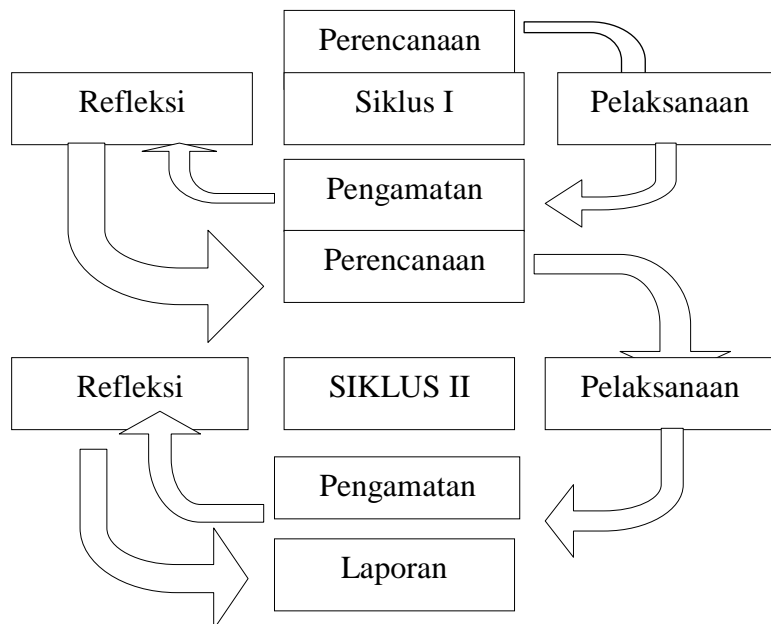 Perencanaan
Refleksi
Siklus I
Pelaksanaan
Pengamatan
Perencanaan
Refleksi
SIKLUS II
Pelaksanaan
Pengamatan
Laporan